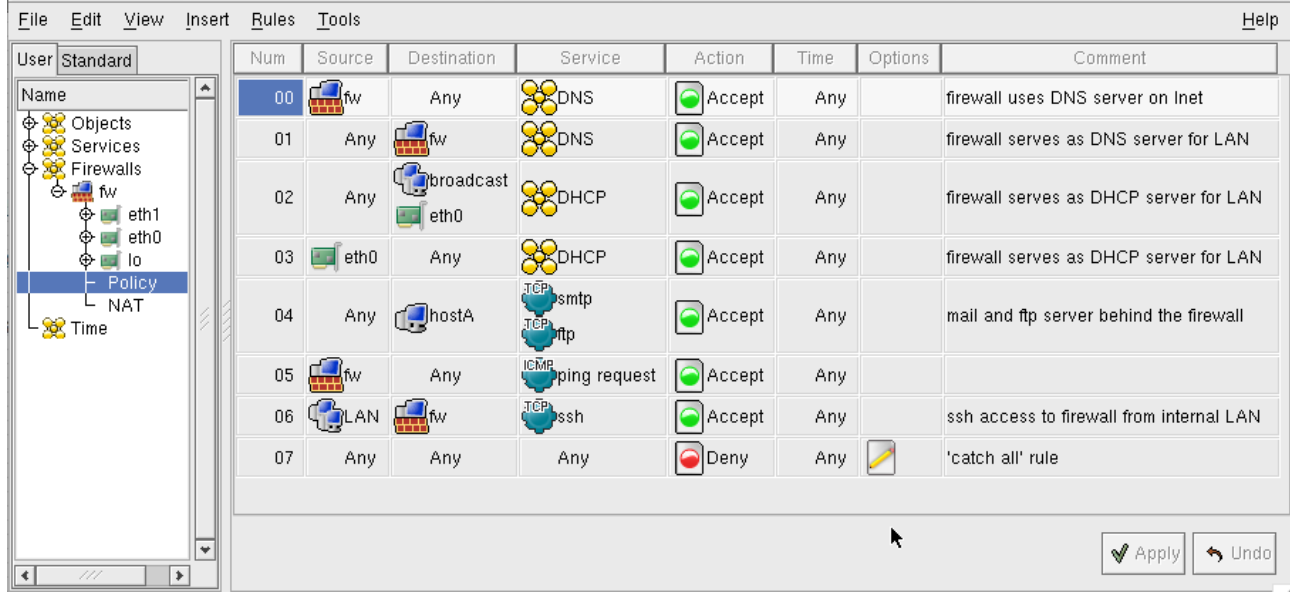 File Edit View Insert Rules Tools Help
User Standard
Name
Objects
Services
Firewalls
fw
eth1
eth0
lo
Policy
NAT
Time
Num Source Destination Service Action Time Options Comment
00 fw Any DNS Accept Any firewall uses DNS server on Inet
01 Any fw DNS Accept Any firewall serves as DNS server for LAN
02 Any broadcast eth0 DHCP Accept Any firewall serves as DHCP server for LAN
03 eth0 Any DHCP Accept Any firewall serves as DHCP server for LAN
04 Any hostA TCP smtp TCP ftp Accept Any mail and ftp server behind the firewall
05 fw Any ICMP ping request Accept Any
06 LAN fw TCP ssh Accept Any ssh access to firewall from internal LAN
07 Any Any Any Deny Any 'catch all' rule
Apply Undo